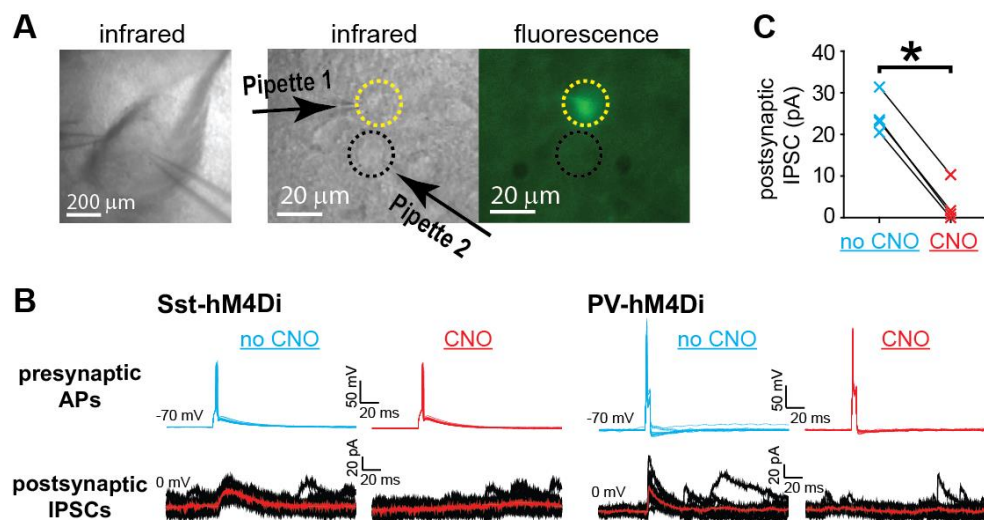 A
infrared
infrared
fluorescence
Pipette 1
Pipette 2
200 μm
20 μm
20 μm
C
postsynaptic
IPSC (pA)
40
30
20
10
0
*
no CNO
CNO
B
Sst-hM4Di
PV-hM4Di
no CNO
CNO
no CNO
CNO
presynaptic
APs
-70 mV
50 mV
20 ms
-70 mV
50 mV
20 ms
postsynaptic
IPSCs
0 mV
20 pA
20 ms
0 mV
20 pA
20 ms